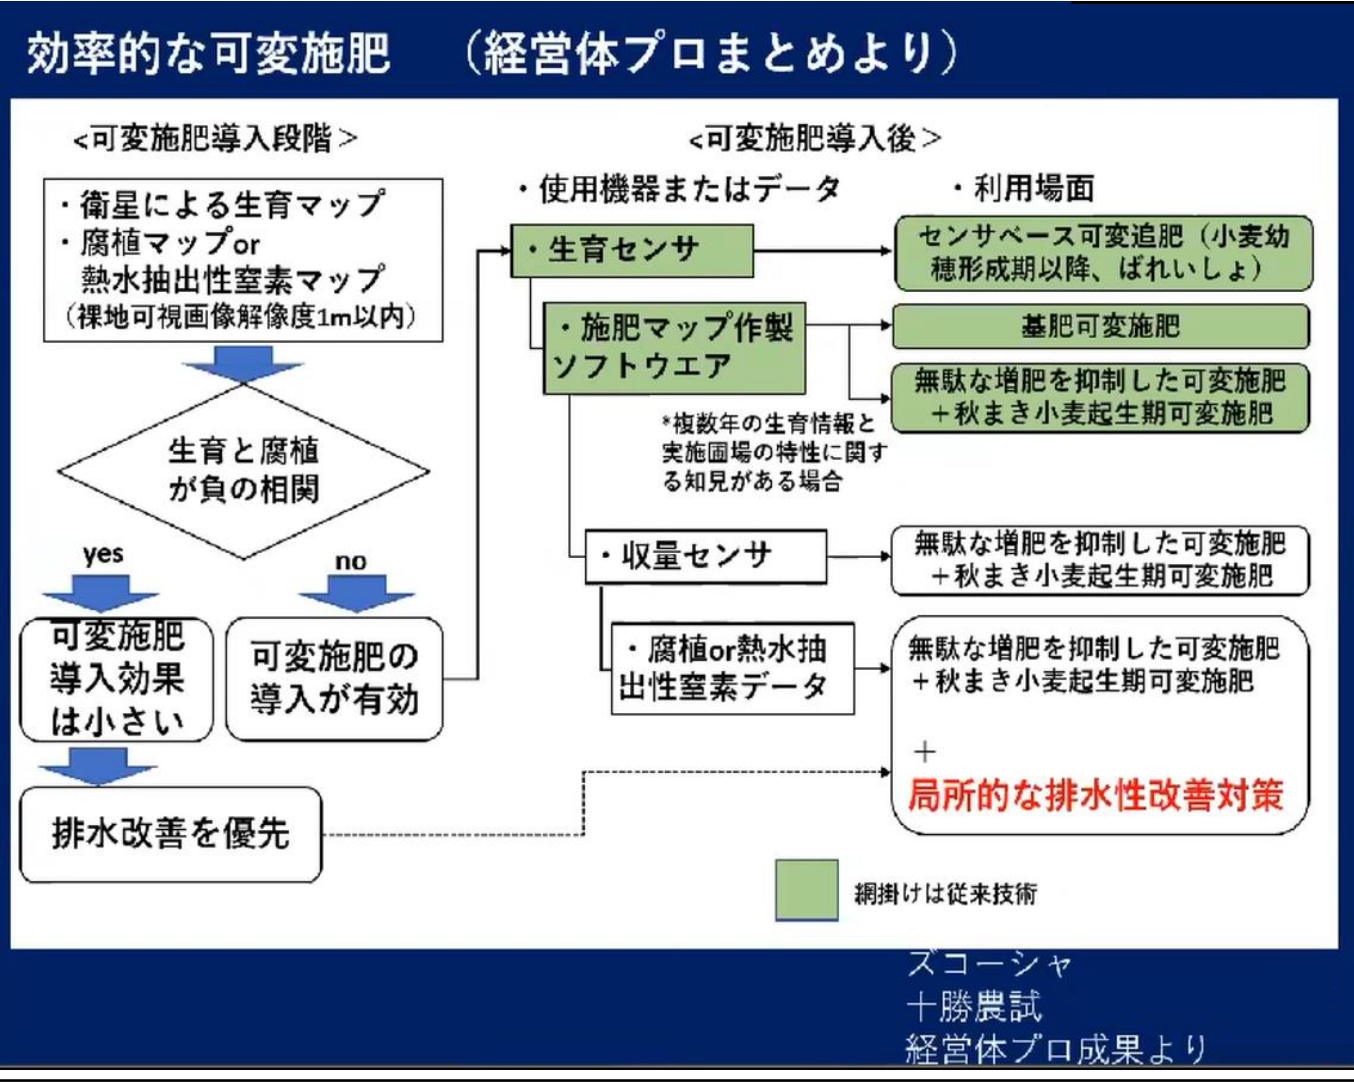 効率的な可変施肥　（経営体プロまとめより）
<可変施肥導入段階＞
・衛星による生育マップ
・腐植マップor
熱水抽出性窒素マップ
（裸地可視画像解像度1m以内）
生育と腐植
が負の相関
yes
no
可変施肥
導入効果
は小さい
可変施肥の
導入が有効
排水改善を優先
<可変施肥導入後＞
・使用機器またはデータ
・利用場面
・生育センサ
センサベース可変追肥（小麦幼
穂形成期以降、ばれいしょ）
・施肥マップ作製
ソフトウエア
基肥可変施肥
無駄な増肥を抑制した可変施肥
＋秋まき小麦起生期可変施肥
*複数年の生育情報と
実施圃場の特性に関す
る知見がある場合
・収量センサ
無駄な増肥を抑制した可変施肥
＋秋まき小麦起生期可変施肥
・腐植or熱水抽
出性窒素データ
無駄な増肥を抑制した可変施肥
＋秋まき小麦起生期可変施肥
＋
局所的な排水性改善対策
網掛けは従来技術
ズコーシャ
十勝農試
経営体プロ成果より